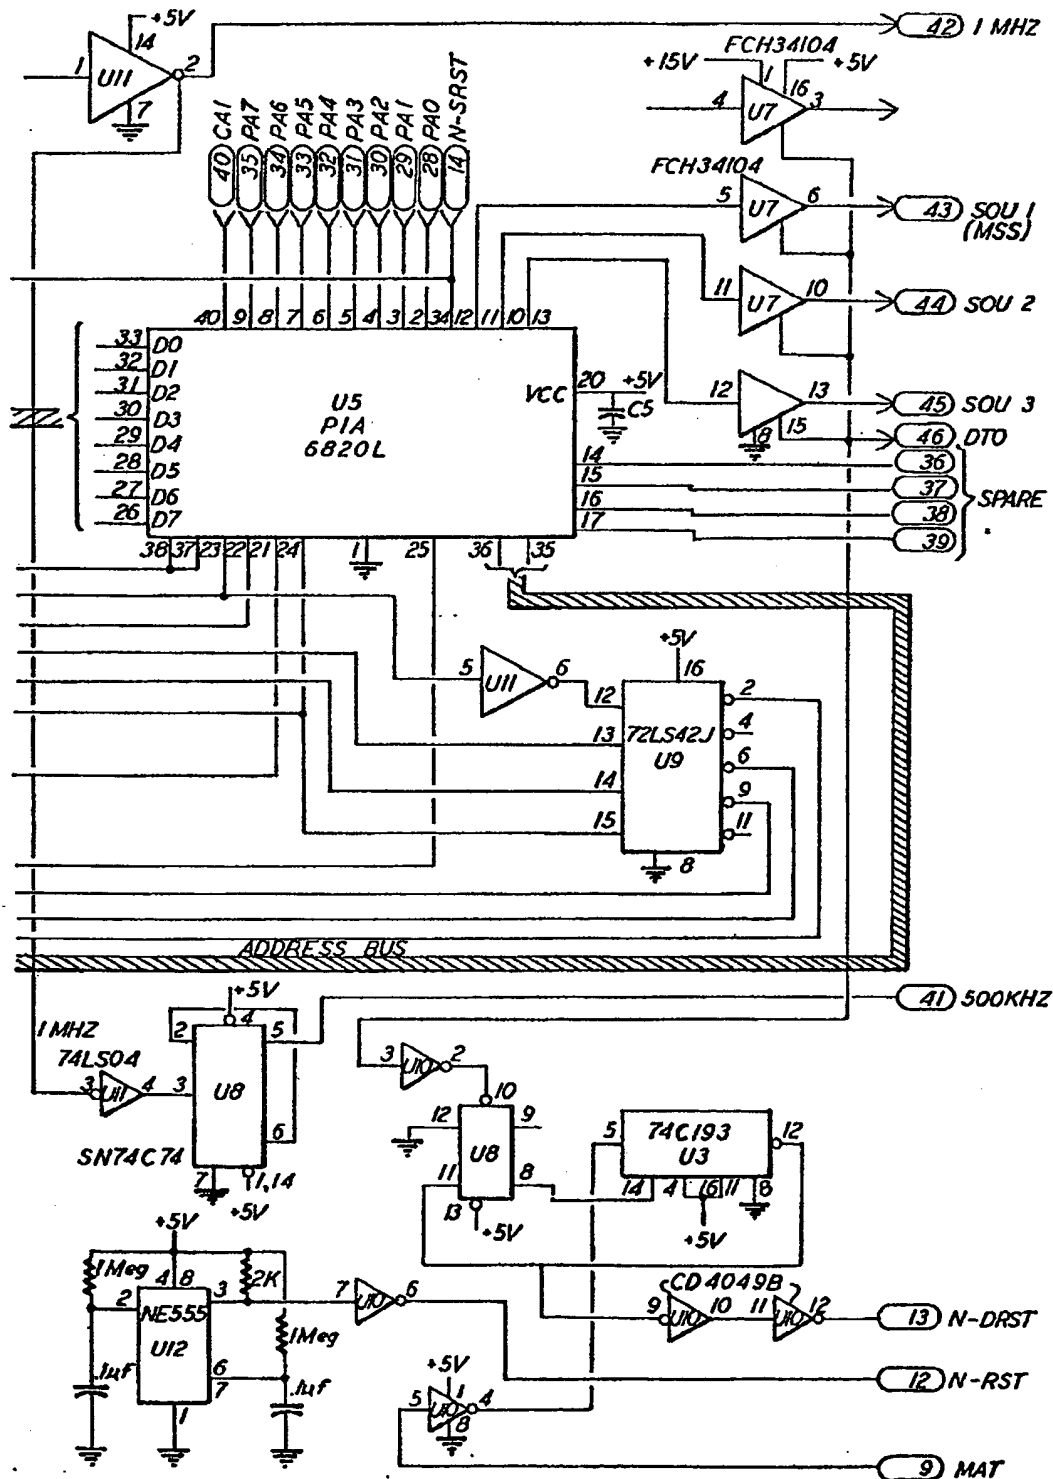 +5V
14
1 U11 2
7
42 1 MHZ
FCH34104
+15V +5V
1 16
4 U7 3
CA1 PA7 PA6 PA5 PA4 PA3 PA2 PA1 PA0 N-SRST
40 35 34 33 32 31 30 29 28 14
FCH34104
5 U7 6
43 SOU 1
(MSS)
11 U7 10
44 SOU 2
40 9 8 7 6 5 4 3 2 34 12 11 10 13
33 D0
32 D1
31 D2
30 D3
29 D4
28 D5
27 D6
26 D7
U5
PIA
6820L
VCC 20 +5V
C5
12 13
8 15
45 SOU 3
46 DTO
14 36
15 37
16 38
17 39
SPARE
38 37 23 22 21 24 1 25 36 35
+5V
16
5 U11 6
12 2
13 72LS42J 4
U9 6
14 9
15 11
8
ADDRESS BUS
+5V
4
2 5
41 500KHZ
1 MHZ
74LS04
3 U11 4 3
U8
6
SN74C74
7 1,14
+5V
3 U10 2
10
12 9
U8
11 8
13
+5V
5 74C193 12
U3
14 4 16 11 8
+5V
+5V
1 Meg
4 8
2 3
NE555
U12
2K
6
7
1
.1uf
1Meg
.1uf
7 U10 6
CD4049B
9 U10 10 11 U10 12
13 N-DRST
12 N-RST
+5V
1
5 U10 4
8
9 MAT